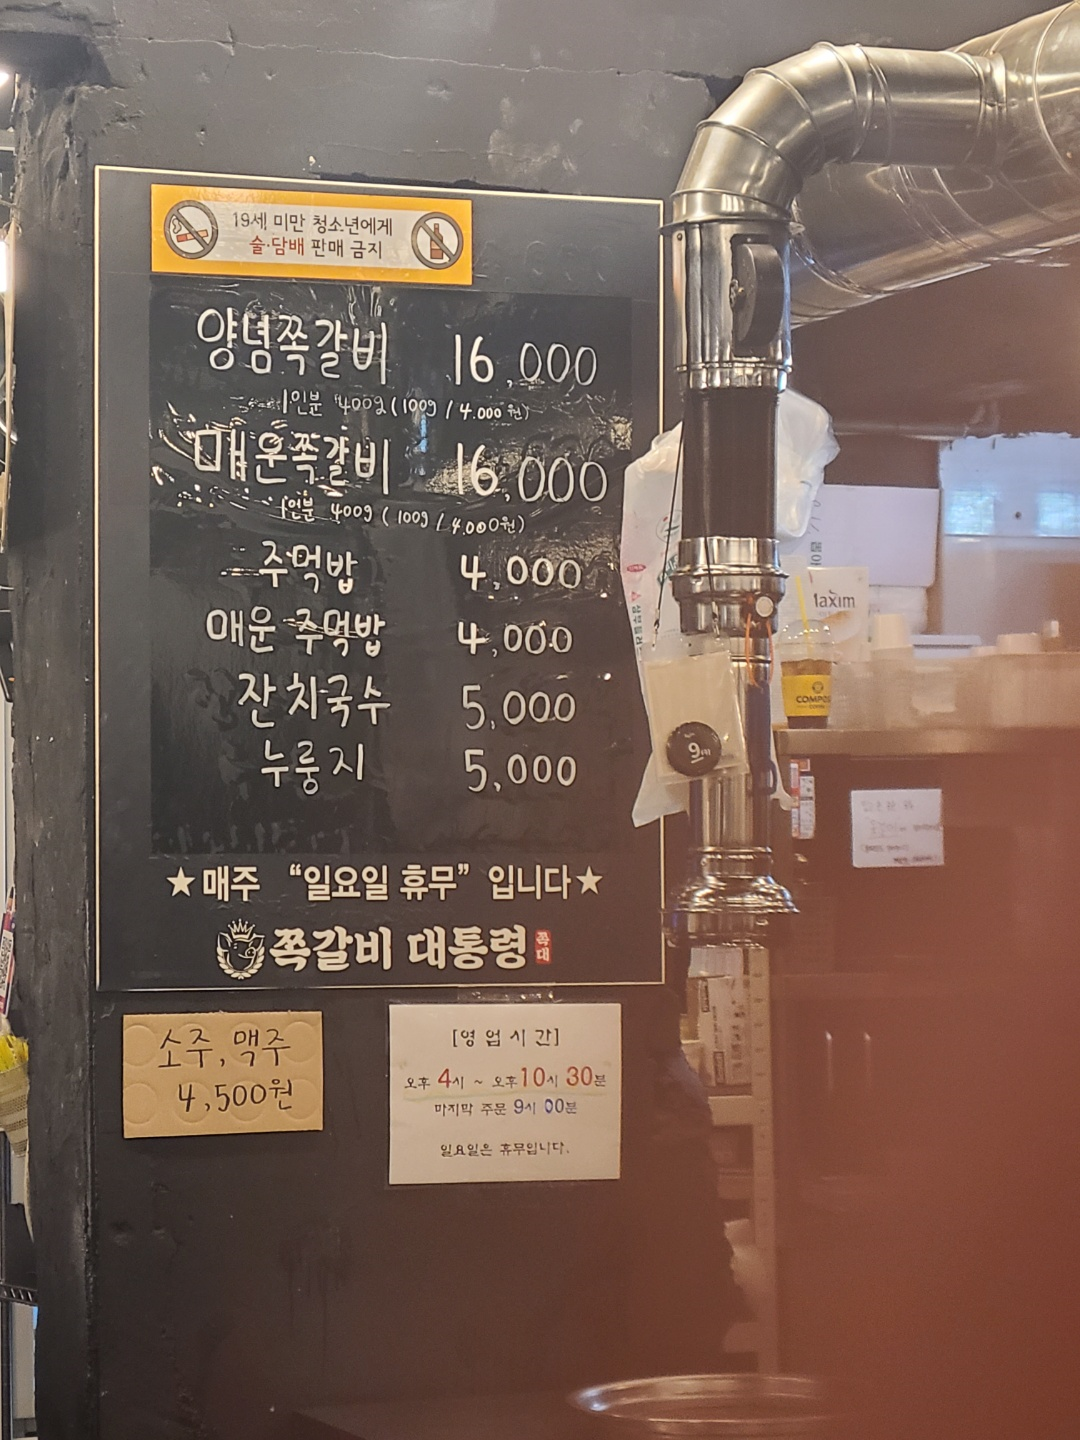 19세 미만 청소년에게
술·담배 판매 금지
양념쪽갈비 16,000
1인분 400g (100g / 4.000 원)
매운쪽갈비 16,000
1인분 400g ( 100g / 4.000원)
주먹밥 4,000
매운 주먹밥 4,000
잔치국수 5,000
누룽지 5,000
★매주 “일요일 휴무” 입니다★
쪽갈비 대통령 쪽대
소주, 맥주
4,500원
[영업시간]
오후 4시 ~ 오후 10시 30분
마지막 주문 9시 00분
일요일은 휴무입니다.